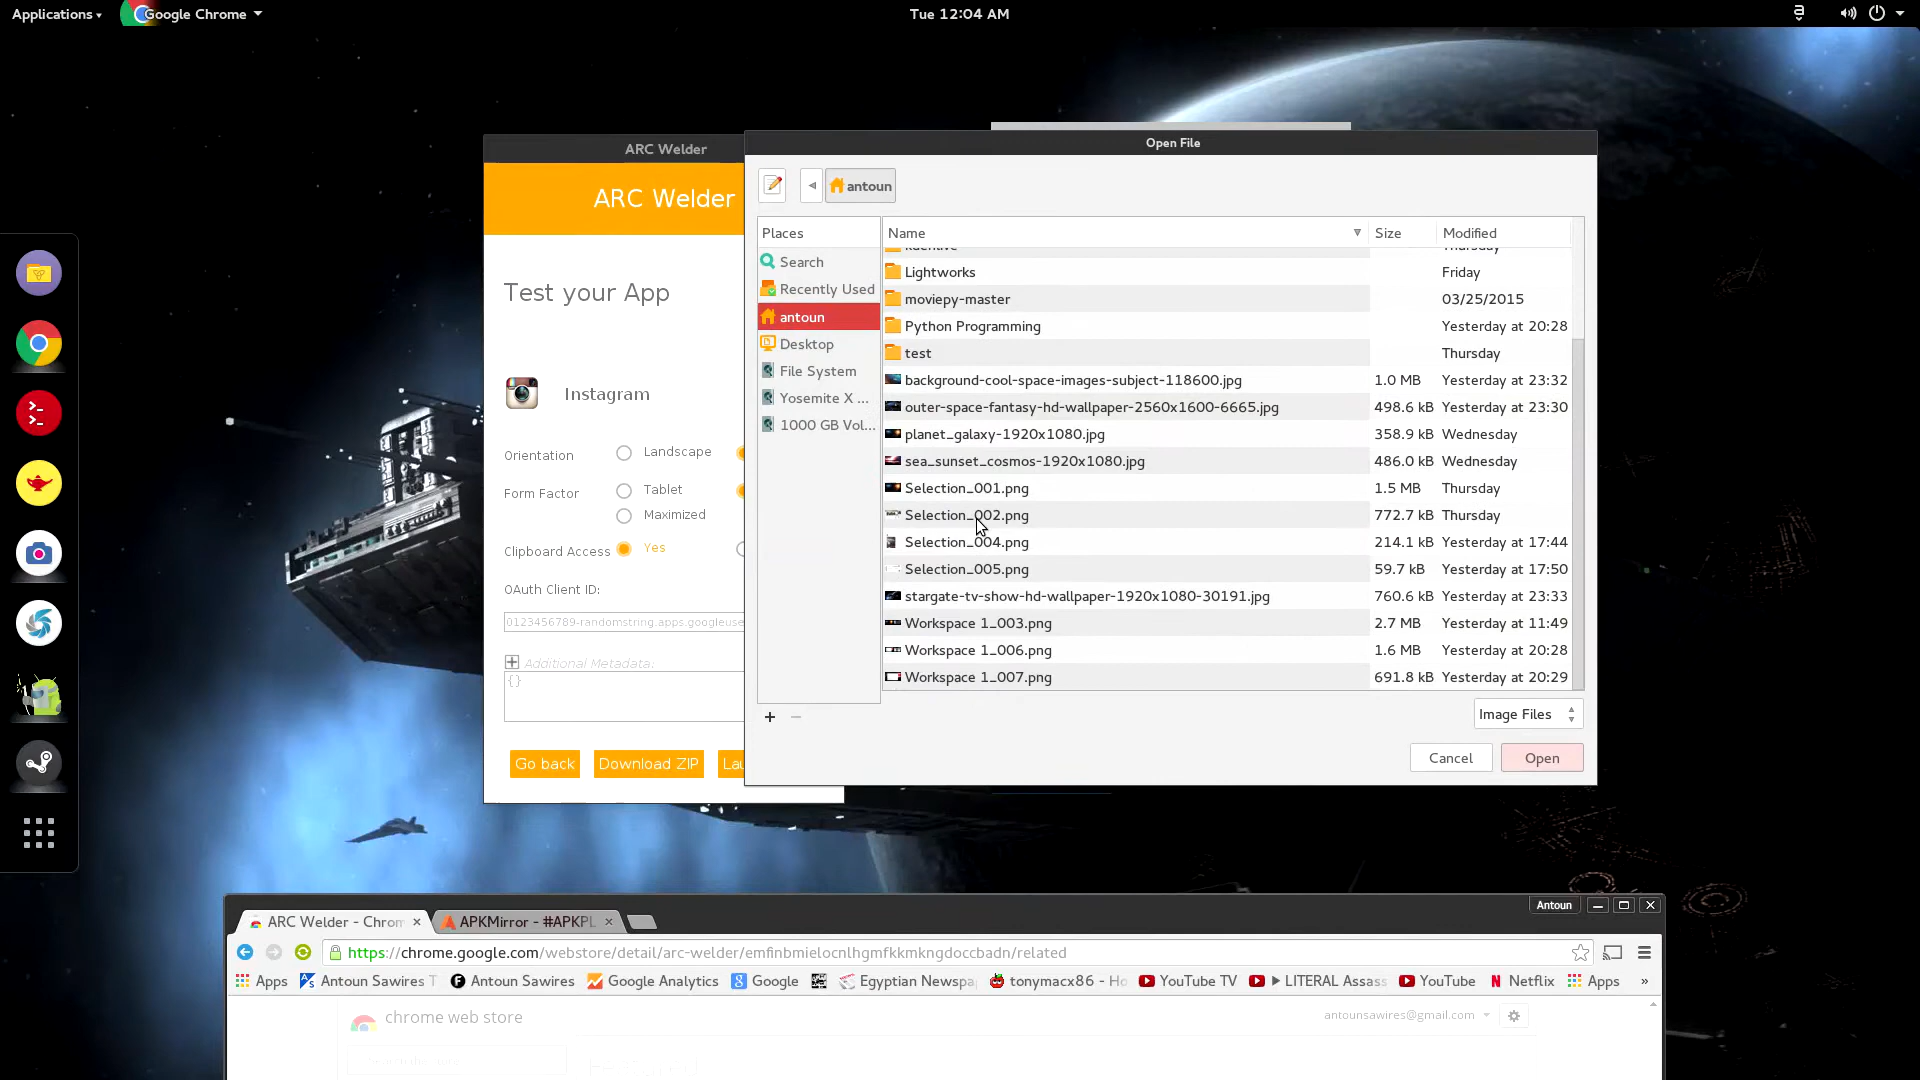 Applications
Google Chrome
Tue 12:04 AM
ARC Welder
Open File
ARC Welder
antoun
Places
Name
Size
Modified
Search
Thursday
Recently Used
Lightworks
Friday
antoun
moviepy-master
03/25/2015
Desktop
Python Programming
Yesterday at 20:28
File System
test
Thursday
Yosemite X ...
background-cool-space-images-subject-118600.jpg
1.0 MB
Yesterday at 23:32
1000 GB Vol...
outer-space-fantasy-hd-wallpaper-2560x1600-6665.jpg
498.6 kB
Yesterday at 23:30
planet_galaxy-1920x1080.jpg
358.9 kB
Wednesday
sea_sunset_cosmos-1920x1080.jpg
486.0 kB
Wednesday
Selection_001.png
1.5 MB
Thursday
Selection_002.png
772.7 kB
Thursday
Selection_004.png
214.1 kB
Yesterday at 17:44
Selection_005.png
59.7 kB
Yesterday at 17:50
stargate-tv-show-hd-wallpaper-1920x1080-30191.jpg
760.6 kB
Yesterday at 23:33
Workspace 1_003.png
2.7 MB
Yesterday at 11:49
Workspace 1_006.png
1.6 MB
Yesterday at 20:28
Workspace 1_007.png
691.8 kB
Yesterday at 20:29
Image Files
Cancel
Open
Test your App
Instagram
Orientation
Landscape
Form Factor
Tablet
Maximized
Clipboard Access
Yes
OAuth Client ID:
0123456789-randomstring.apps.googleuse
Additional Metadata:
{}
Go back
Download ZIP
Lau
Antoun
ARC Welder - Chrom
APKMirror - #APKPL
https://chrome.google.com/webstore/detail/arc-welder/emfinbmielocnlhgmfkkmkngdoccbadn/related
Apps
Antoun Sawires T
Antoun Sawires
Google Analytics
Google
Egyptian Newspa
tonymacx86 - Ho
YouTube TV
► LITERAL Assass
YouTube
Netflix
Apps
»
chrome web store
antounsawires@gmail.com